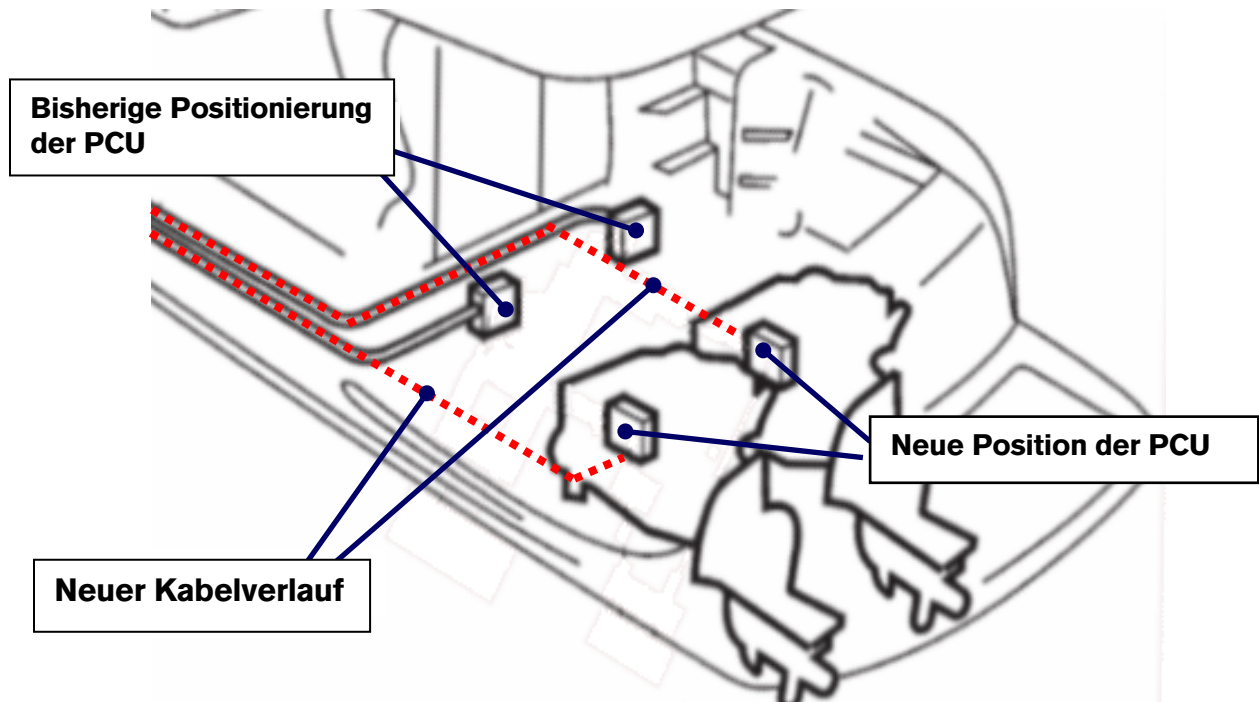 Bisherige Positionierung
der PCU
Neue Position der PCU
Neuer Kabelverlauf